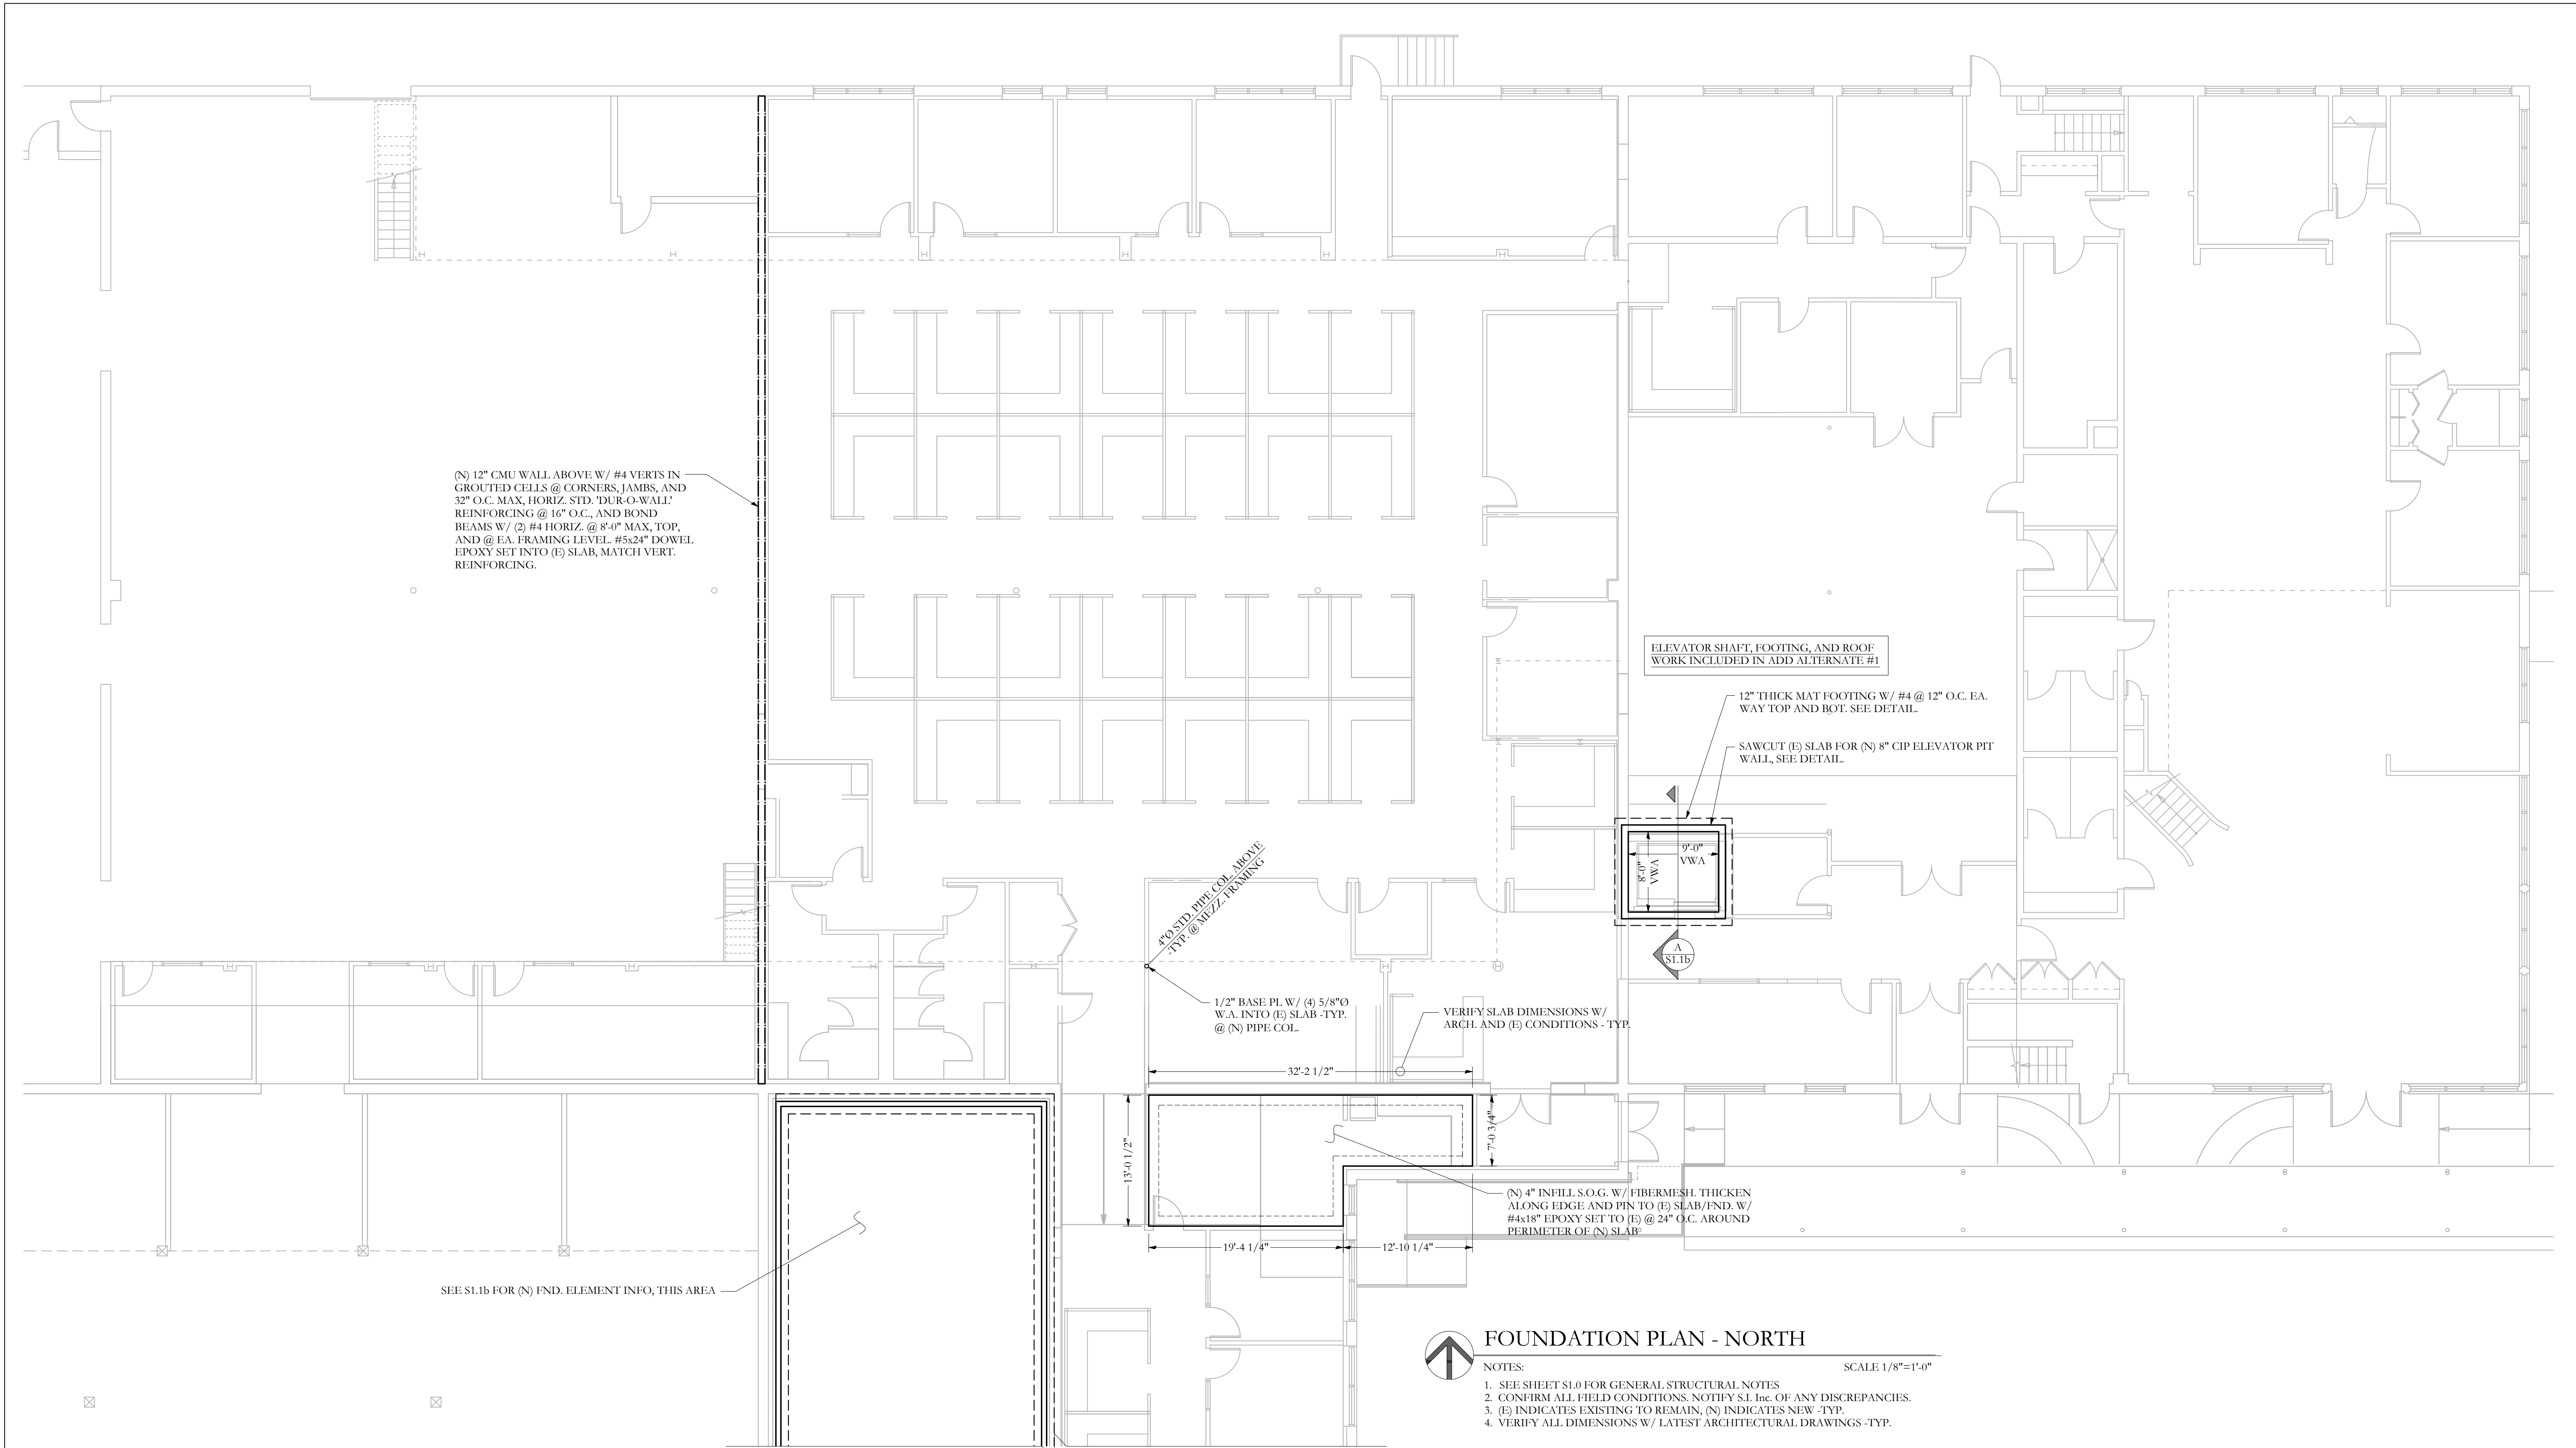 (N) 12" CMU WALL ABOVE W/ #4 VERTS IN
GROUTED CELLS @ CORNERS, JAMBS, AND
32" O.C. MAX, HORIZ. STD. 'DUR-O-WALL'
REINFORCING @ 16" O.C., AND BOND
BEAMS W/ (2) #4 HORIZ. @ 8'-0" MAX, TOP,
AND @ EA. FRAMING LEVEL. #5x24" DOWEL
EPOXY SET INTO (E) SLAB, MATCH VERT.
REINFORCING.
ELEVATOR SHAFT, FOOTING, AND ROOF
WORK INCLUDED IN ADD ALTERNATE #1
12" THICK MAT FOOTING W/ #4 @ 12" O.C. EA.
WAY TOP AND BOT. SEE DETAIL.
SAWCUT (E) SLAB FOR (N) 8" CIP ELEVATOR PIT
WALL, SEE DETAIL.
9'-0"
VWA
8'-0"
VWA
A
S1.1b
4"Ø STD. PIPE COL. ABOVE
-TYP. @ MEZZ. FRAMING
1/2" BASE PL W/ (4) 5/8"Ø
W.A. INTO (E) SLAB -TYP.
@ (N) PIPE COL.
VERIFY SLAB DIMENSIONS W/
ARCH. AND (E) CONDITIONS - TYP.
32'-2 1/2"
13'-0 1/2"
7'-0 3/4"
19'-4 1/4"
12'-10 1/4"
(N) 4" INFILL S.O.G. W/ FIBERMESH. THICKEN
ALONG EDGE AND PIN TO (E) SLAB/FND. W/
#4x18" EPOXY SET TO (E) @ 24" O.C. AROUND
PERIMETER OF (N) SLAB
SEE S1.1b FOR (N) FND. ELEMENT INFO, THIS AREA
FOUNDATION PLAN - NORTH
NOTES:
SCALE 1/8"=1'-0"
1. SEE SHEET S1.0 FOR GENERAL STRUCTURAL NOTES
2. CONFIRM ALL FIELD CONDITIONS. NOTIFY S.I. Inc. OF ANY DISCREPANCIES.
3. (E) INDICATES EXISTING TO REMAIN, (N) INDICATES NEW -TYP.
4. VERIFY ALL DIMENSIONS W/ LATEST ARCHITECTURAL DRAWINGS -TYP.